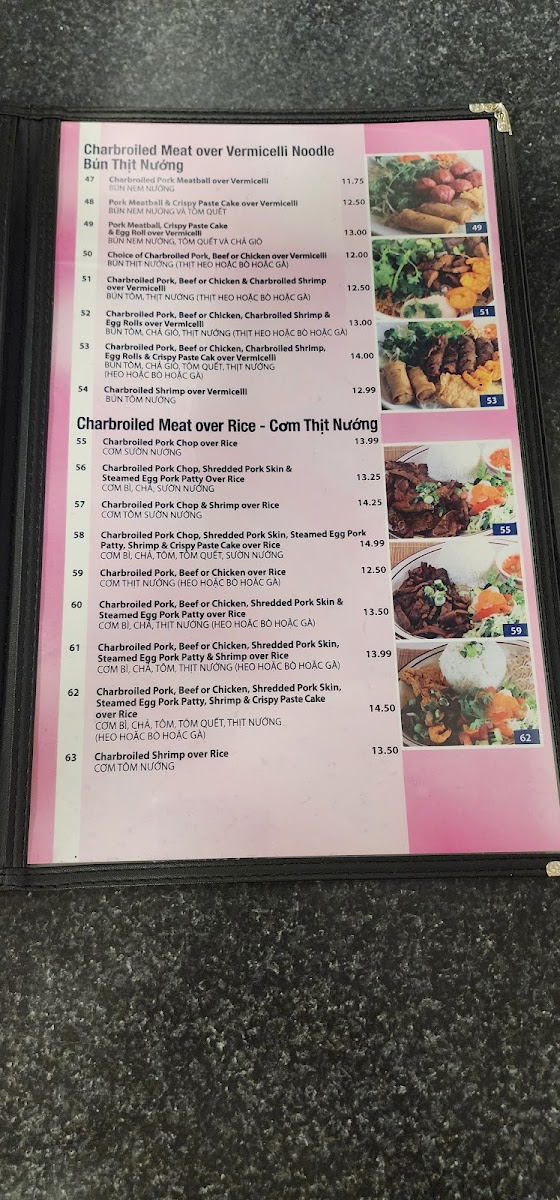 Charbroiled Meat over Vermicelli Noodle
Bún Thịt Nướng
47 Charbroiled Pork Meatball over Vermicelli 11.75
BÚN NEM NƯỚNG
48 Pork Meatball & Crispy Paste Cake over Vermicelli 12.50
BÚN NEM NƯỚNG VÀ TÔM QUẾT
49 Pork Meatball, Crispy Paste Cake
& Egg Roll over Vermicelli 13.00
BÚN NEM NƯỚNG, TÔM QUẾT VÀ CHẢ GIÒ
50 Choice of Charbroiled Pork, Beef or Chicken over Vermicelli 12.00
BÚN THỊT NƯỚNG (THỊT HEO HOẶC BÒ HOẶC GÀ)
51 Charbroiled Pork, Beef or Chicken & Charbroiled Shrimp
over Vermicelli 12.50
BÚN TÔM, THỊT NƯỚNG (THỊT HEO HOẶC BÒ HOẶC GÀ)
52 Charbroiled Pork, Beef or Chicken, Charbroiled Shrimp &
Egg Rolls over Vermicelli 13.00
BÚN TÔM, CHẢ GIÒ, THỊT NƯỚNG (THỊT HEO HOẶC BÒ HOẶC GÀ)
53 Charbroiled Pork, Beef or Chicken, Charbroiled Shrimp,
Egg Rolls & Crispy Paste Cak over Vermicelli 14.00
BÚN TÔM, CHẢ GIÒ, TÔM QUẾT, THỊT NƯỚNG
(HEO HOẶC BÒ HOẶC GÀ)
54 Charbroiled Shrimp over Vermicelli 12.99
BÚN TÔM NƯỚNG
Charbroiled Meat over Rice - Cơm Thịt Nướng
55 Charbroiled Pork Chop over Rice 13.99
CƠM SƯỜN NƯỚNG
56 Charbroiled Pork Chop, Shredded Pork Skin &
Steamed Egg Pork Patty Over Rice 13.25
CƠM BÌ, CHẢ, SƯỜN NƯỚNG
57 Charbroiled Pork Chop & Shrimp over Rice 14.25
CƠM TÔM SƯỜN NƯỚNG
58 Charbroiled Pork Chop, Shredded Pork Skin, Steamed Egg Pork
Patty, Shrimp & Crispy Paste Cake over Rice 14.99
CƠM BÌ, CHẢ, TÔM, TÔM QUẾT, SƯỜN NƯỚNG
59 Charbroiled Pork, Beef or Chicken over Rice 12.50
CƠM THỊT NƯỚNG (HEO HOẶC BÒ HOẶC GÀ)
60 Charbroiled Pork, Beef or Chicken, Shredded Pork Skin &
Steamed Egg Pork Patty over Rice 13.50
CƠM BÌ, CHẢ, THỊT NƯỚNG (HEO HOẶC BÒ HOẶC GÀ)
61 Charbroiled Pork, Beef or Chicken, Shredded Pork Skin,
Steamed Egg Pork Patty & Shrimp over Rice 13.99
CƠM BÌ, CHẢ, TÔM, THỊT NƯỚNG (HEO HOẶC BÒ HOẶC GÀ)
62 Charbroiled Pork, Beef or Chicken, Shredded Pork Skin,
Steamed Egg Pork Patty, Shrimp & Crispy Paste Cake
over Rice 14.50
CƠM BÌ, CHẢ, TÔM, TÔM QUẾT, THỊT NƯỚNG
(HEO HOẶC BÒ HOẶC GÀ)
63 Charbroiled Shrimp over Rice 13.50
CƠM TÔM NƯỚNG
49
51
53
55
59
62